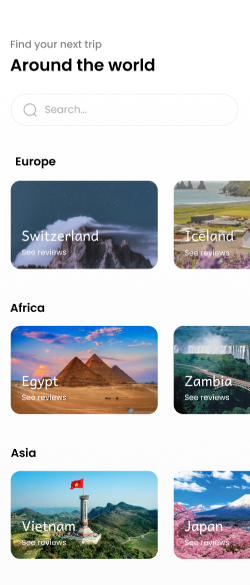 Find your next trip
Around the world
Search...
Europe
Switzerland
See reviews
Iceland
See reviews
Africa
Egypt
See reviews
Zambia
See reviews
Asia
Vietnam
See reviews
Japan
See reviews